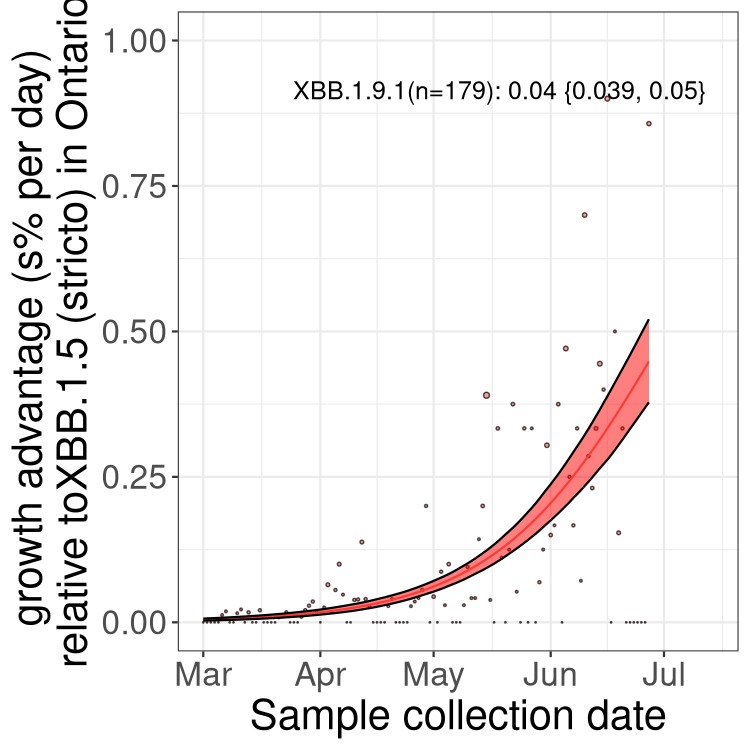 growth advantage (s% per day)
relative toXBB.1.5 (stricto) in Ontario
1.00
0.75
0.50
0.25
0.00
XBB.1.9.1(n=179): 0.04 {0.039, 0.05}
Mar Apr May Jun Jul
Sample collection date